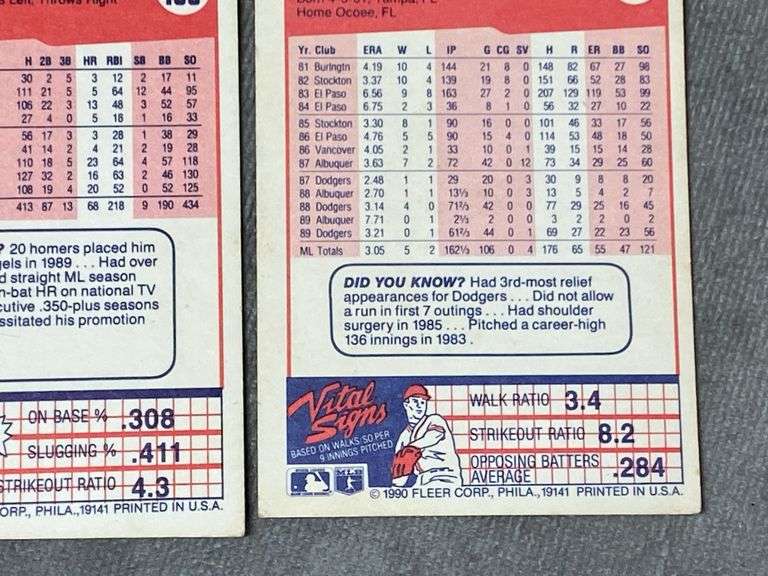 Left, Throws Right
H 2B 3B HR RBI SB BB SO
30 2 5 3 12 2 17 11
111 21 5 5 64 12 44 95
106 22 3 13 48 3 52 57
27 4 0 5 16 1 16 33
56 17 3 13 33 1 38 29
41 14 2 4 21 2 19 28
110 18 5 23 64 4 57 118
127 32 2 16 63 2 46 130
108 19 4 20 52 0 52 125
413 87 13 68 218 9 190 434
? 20 homers placed him
gels in 1989 . . . Had over
d straight ML season
n-bat HR on national TV
cutive .350-plus seasons
ssitated his promotion
ON BASE % .308
SLUGGING % .411
STRIKEOUT RATIO 4.3
ORP., PHILA., 19141 PRINTED IN U.S.A.
Home Ocoee, FL
Yr. Club ERA W L IP G CG SV H R ER BB SO
81 Burlngtn 4.19 10 4 144 21 8 0 148 82 67 27 98
82 Stockton 3.37 10 4 139 19 8 0 151 66 52 28 83
83 El Paso 6.56 9 8 163 27 2 0 207 129 119 53 99
84 El Paso 6.75 2 3 36 8 1 0 56 32 27 10 22
85 Stockton 3.30 8 1 90 16 0 0 101 46 33 17 56
86 El Paso 4.76 5 5 90 15 4 0 114 53 48 18 50
86 Vancover 4.05 2 1 33 10 0 1 39 15 15 14 28
87 Albuquer 3.63 7 2 72 42 0 12 73 34 29 25 60
87 Dodgers 2.48 1 1 29 20 0 3 30 9 8 8 20
88 Albuquer 2.70 1 1 13⅓ 10 0 4 13 5 4 2 7
88 Dodgers 3.14 4 0 71⅔ 42 0 1 77 29 25 16 45
89 Albuquer 7.71 0 1 2⅓ 2 0 0 3 3 2 2 3
89 Dodgers 3.21 0 1 61⅔ 44 0 0 69 27 22 23 56
ML Totals 3.05 5 2 162⅓ 106 0 4 176 65 55 47 121
DID YOU KNOW? Had 3rd-most relief
appearances for Dodgers . . . Did not allow
a run in first 7 outings . . . Had shoulder
surgery in 1985 . . . Pitched a career-high
136 innings in 1983.
Vital
Signs
BASED ON WALKS, SO PER
9 INNINGS PITCHED
WALK RATIO 3.4
STRIKEOUT RATIO 8.2
OPPOSING BATTERS
AVERAGE .284
MLB
© 1990 FLEER CORP., PHILA., 19141 PRINTED IN U.S.A.